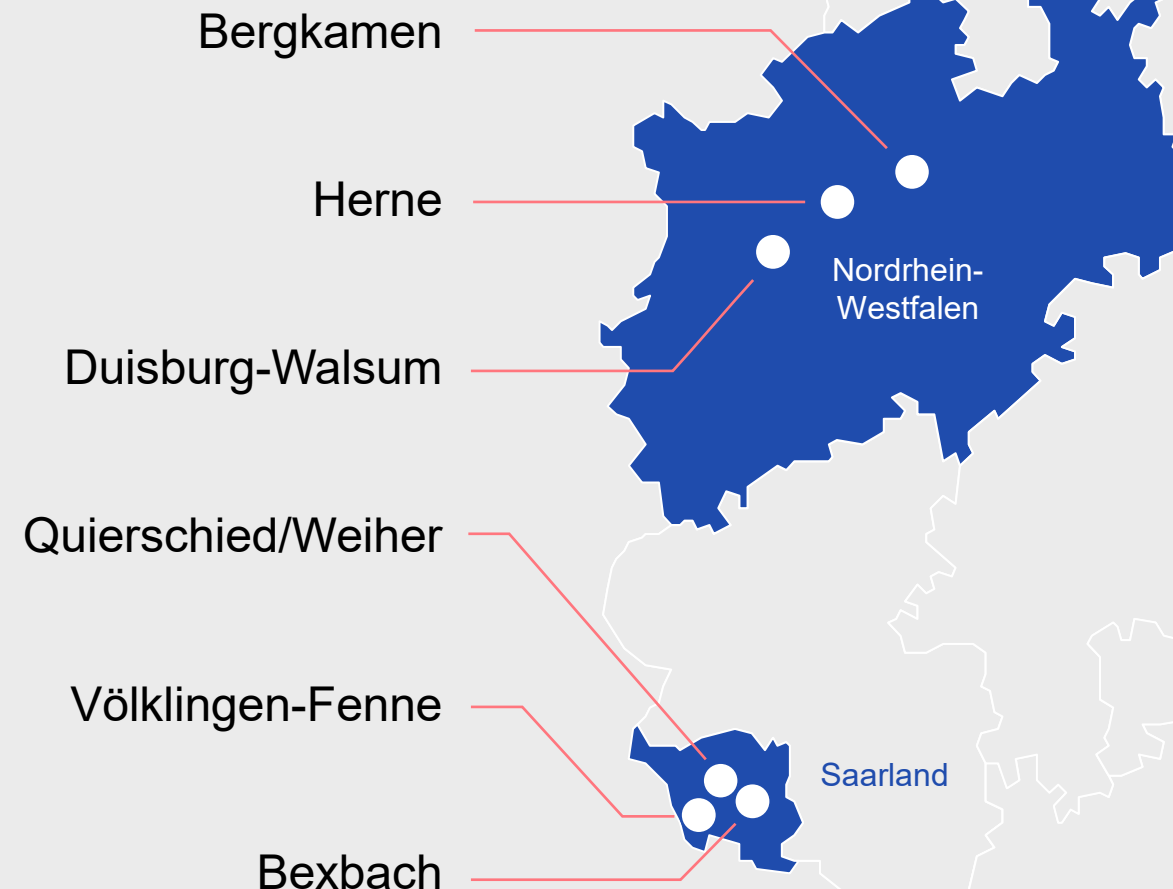 Bergkamen
Herne
Nordrhein-
Westfalen
Duisburg-Walsum
Quierschied/Weiher
Völklingen-Fenne
Saarland
Bexbach